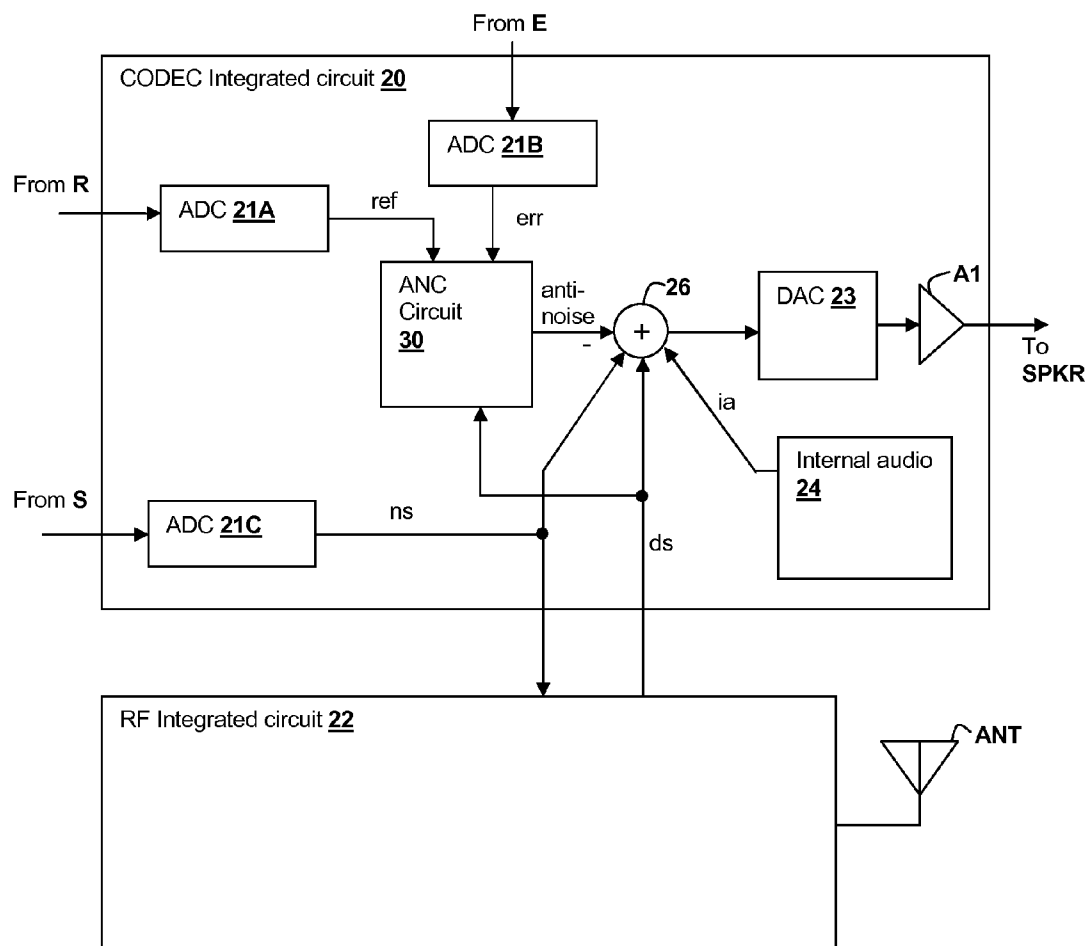 From E
CODEC Integrated circuit 20
ADC 21B
From R
ADC 21A
ref
err
ANC
Circuit
30
anti-
noise
-
26
+
DAC 23
A1
To
SPKR
ia
Internal audio
24
From S
ADC 21C
ns
ds
RF Integrated circuit 22
ANT